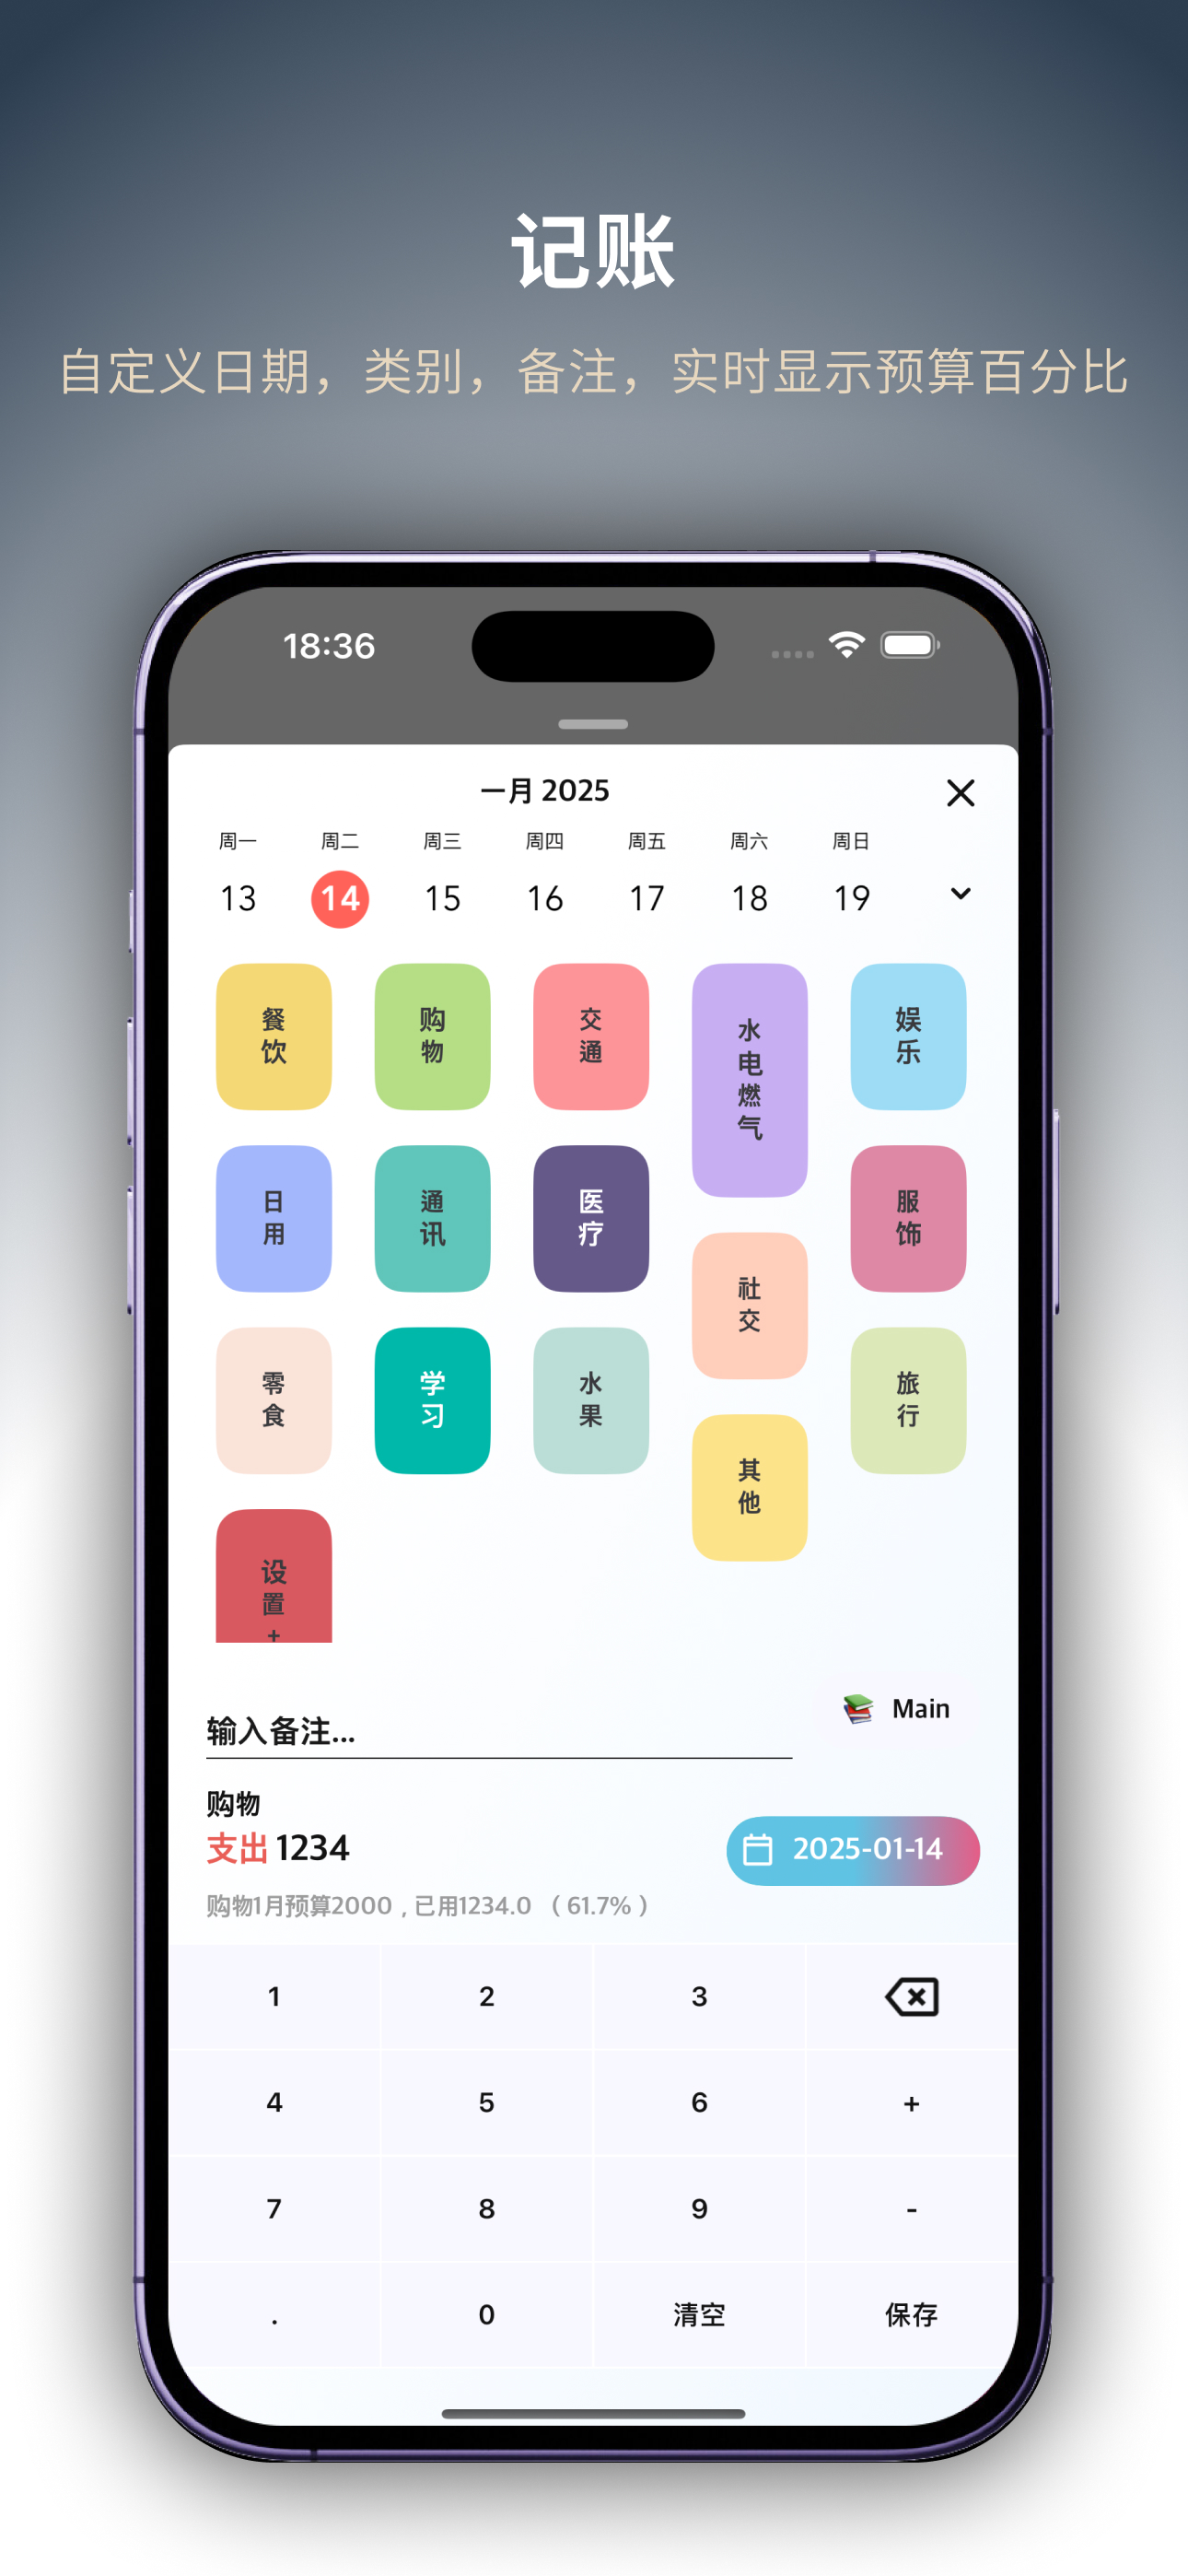 记账
自定义日期，类别，备注，实时显示预算百分比
18:36
一月 2025
周一 周二 周三 周四 周五 周六 周日
13 14 15 16 17 18 19
餐饮 购物 交通 水电燃气 娱乐
日用 通讯 医疗 社交 服饰
零食 学习 水果 其他 旅行
设置+
Main
输入备注...
购物
支出 1234
2025-01-14
购物1月预算2000 , 已用1234.0 （ 61.7% ）
1 2 3
4 5 6 +
7 8 9 -
. 0 清空 保存